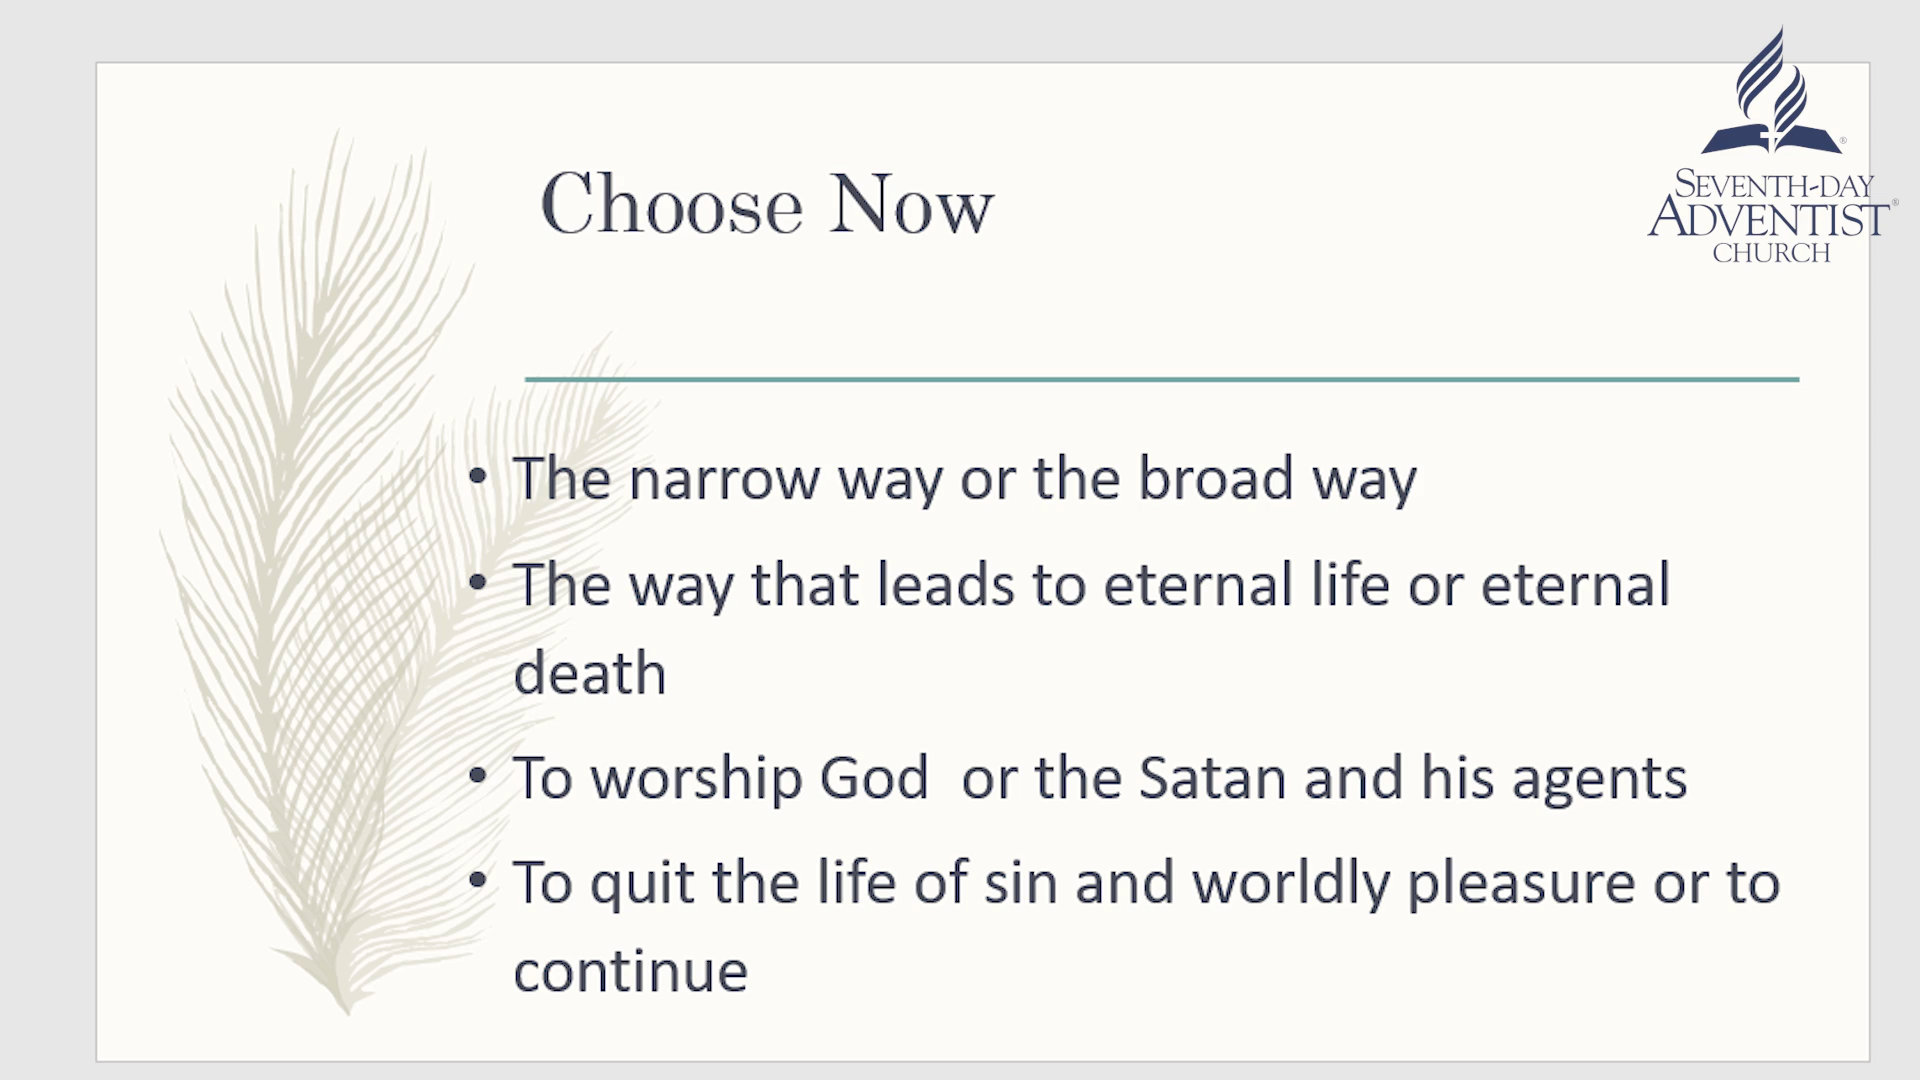 SEVENTH-DAY
ADVENTIST®
CHURCH
Choose Now
• The narrow way or the broad way
• The way that leads to eternal life or eternal
death
• To worship God  or the Satan and his agents
• To quit the life of sin and worldly pleasure or to
continue